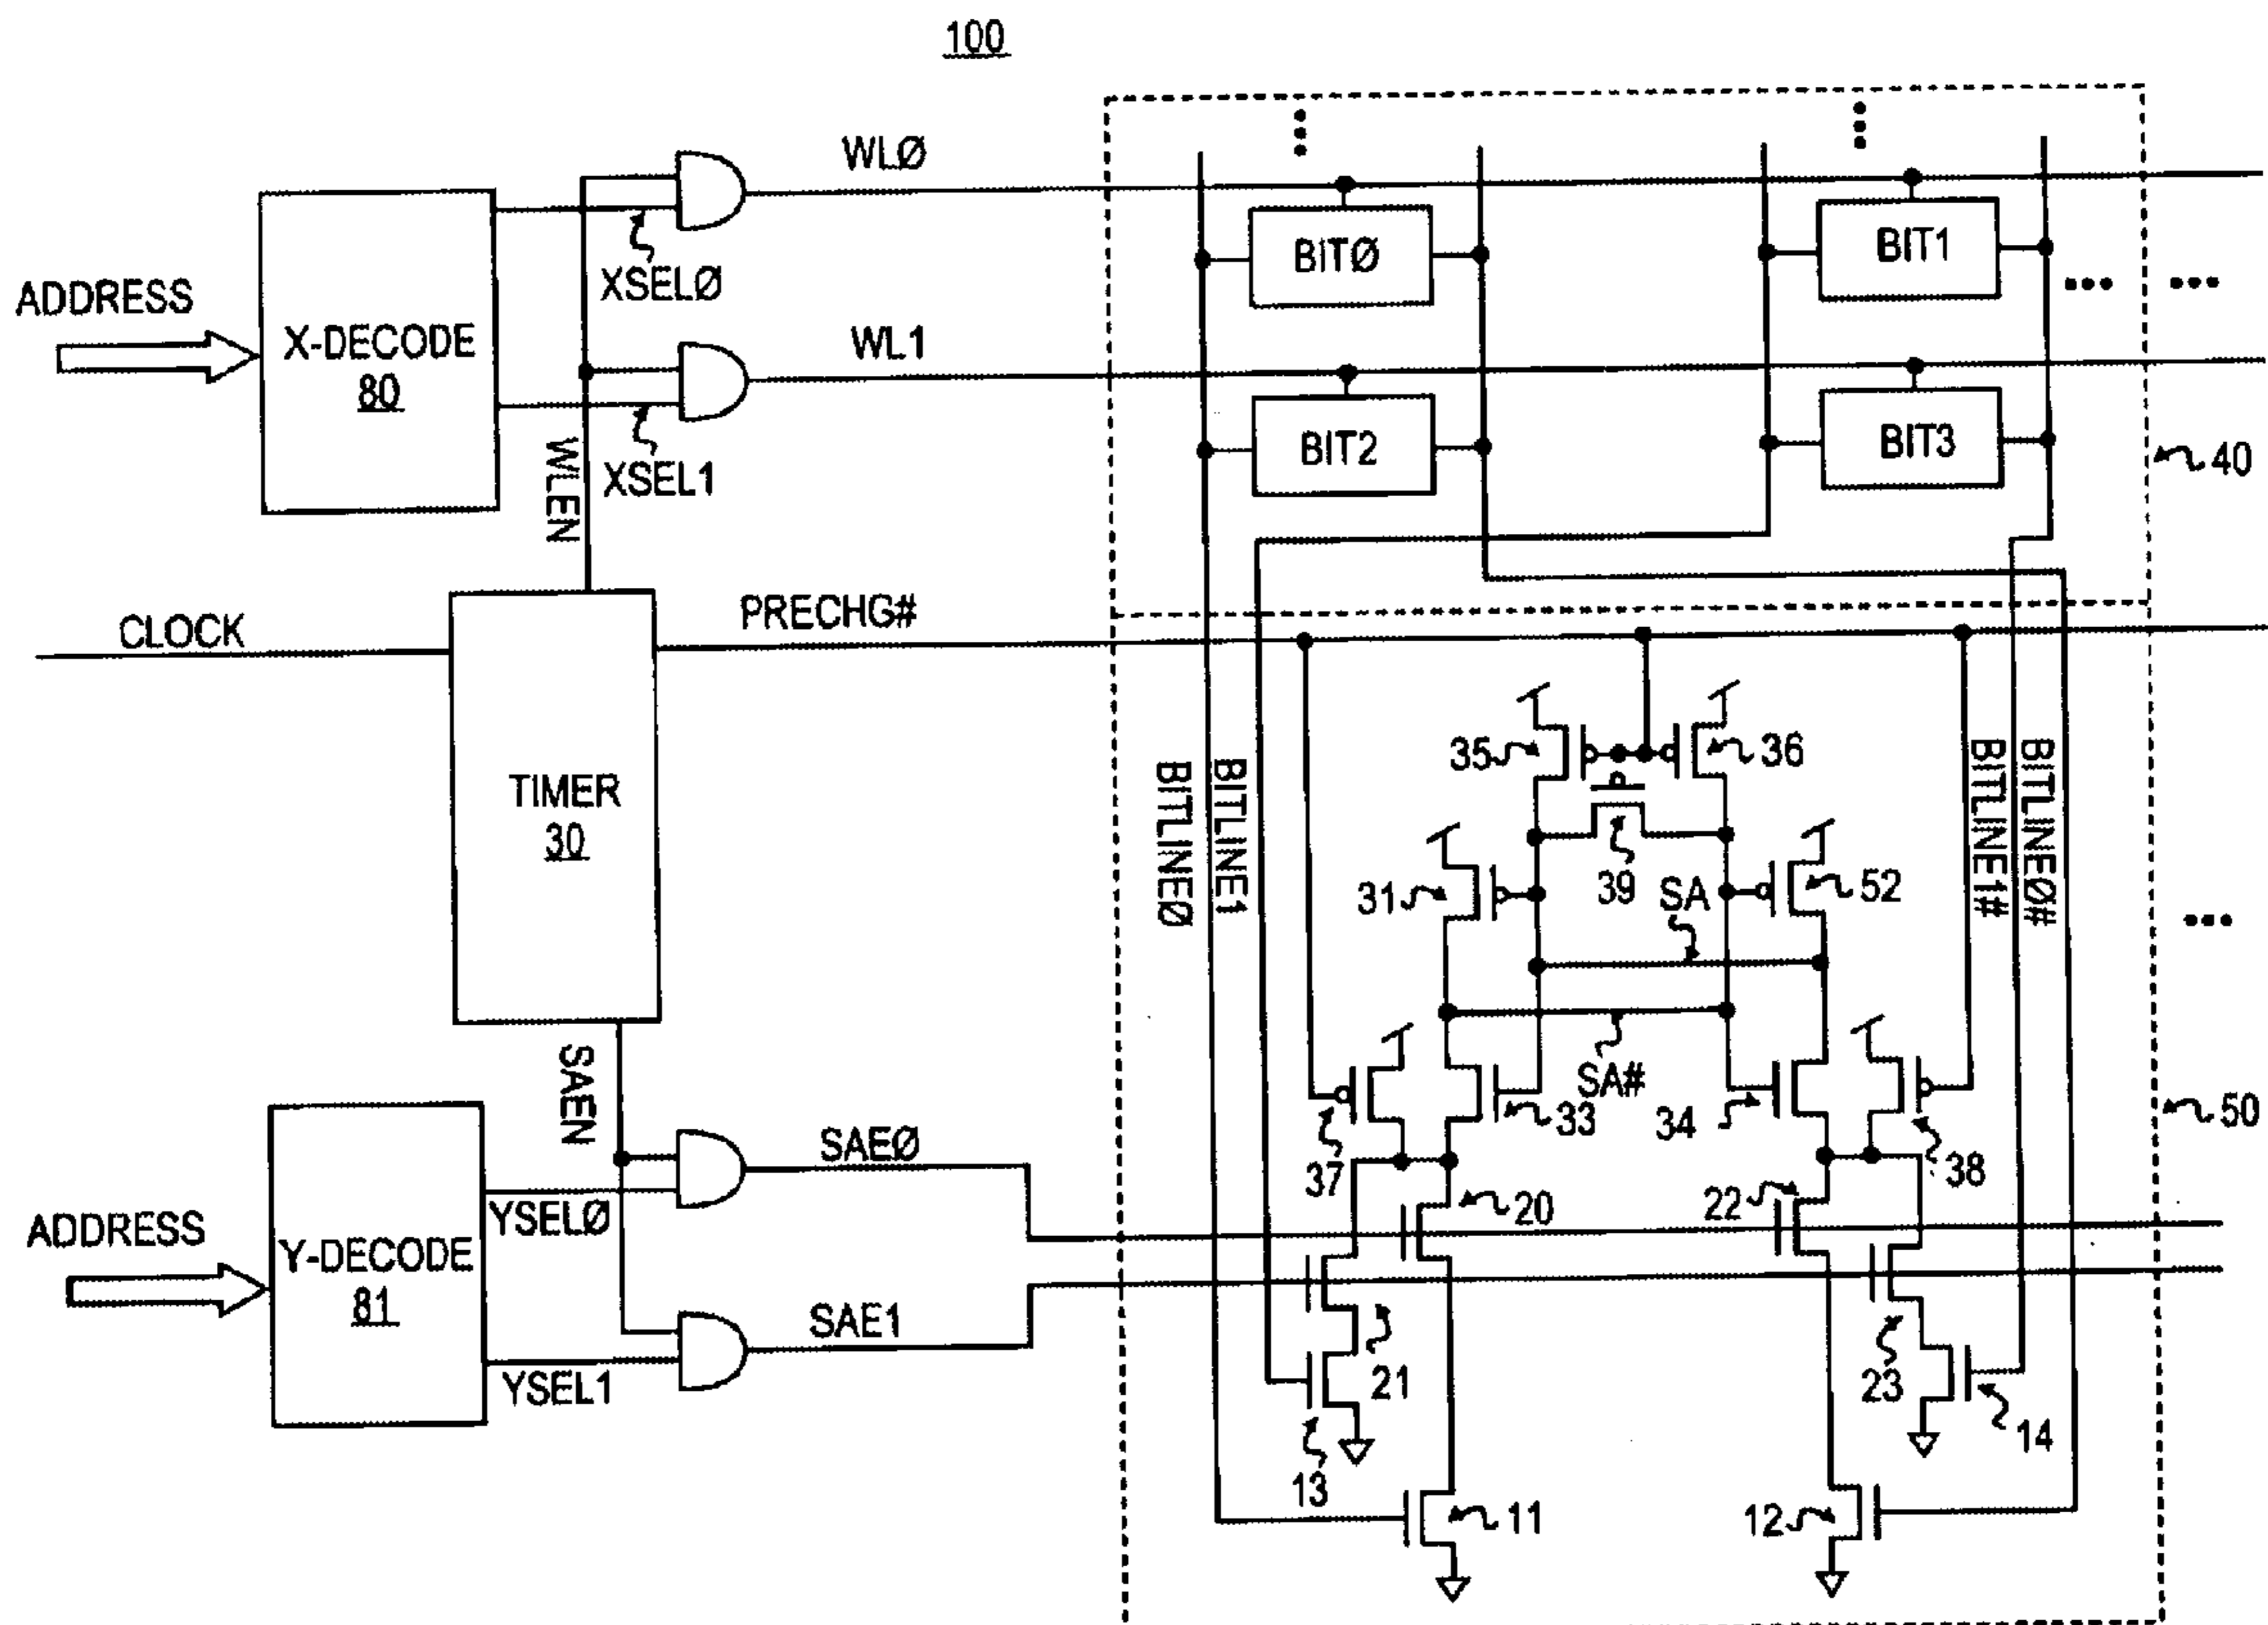 100
WLØ
BITØ
BIT1
XSELØ
ADDRESS
X-DECODE
80
WL1
BIT2
BIT3
40
XSEL1
WLEN
CLOCK
PRECHG#
TIMER
30
35
36
39
31
52
SA
BITLINEØ
BITLINE1
BITLINE1#
BITLINEØ#
SA#
33
34
37
38
50
SAEN
SAEØ
YSELØ
20
22
ADDRESS
Y-DECODE
81
SAE1
YSEL1
21
23
13
14
11
12